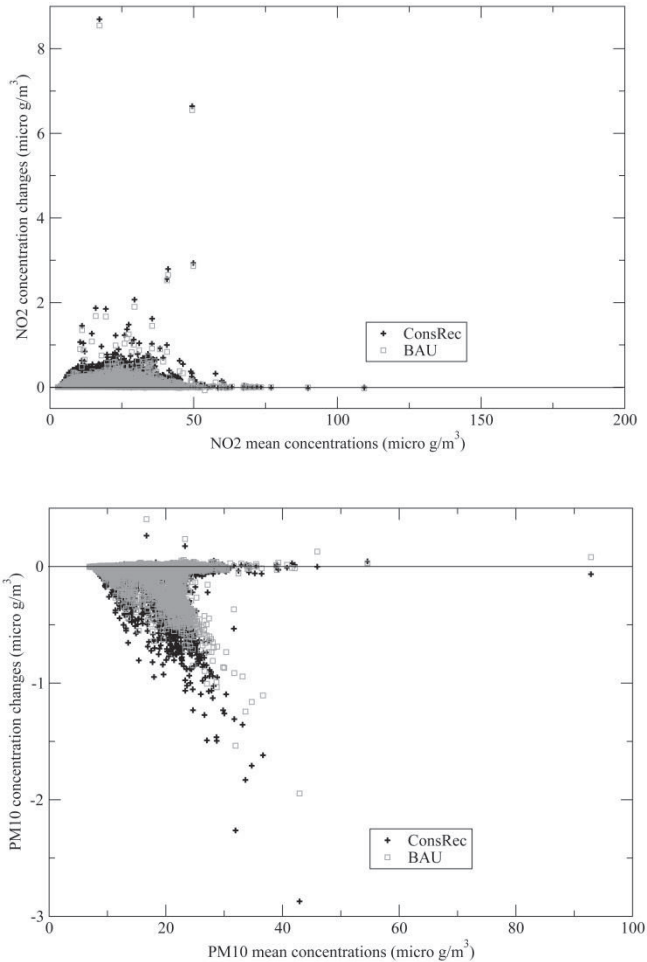 8
6
4
2
0
NO2 concentration changes (micro g/m³)
ConsRec
BAU
0 50 100 150 200
NO2 mean concentrations (micro g/m³)
0
-1
-2
-3
PM10 concentration changes (micro g/m³)
ConsRec
BAU
0 20 40 60 80 100
PM10 mean concentrations (micro g/m³)